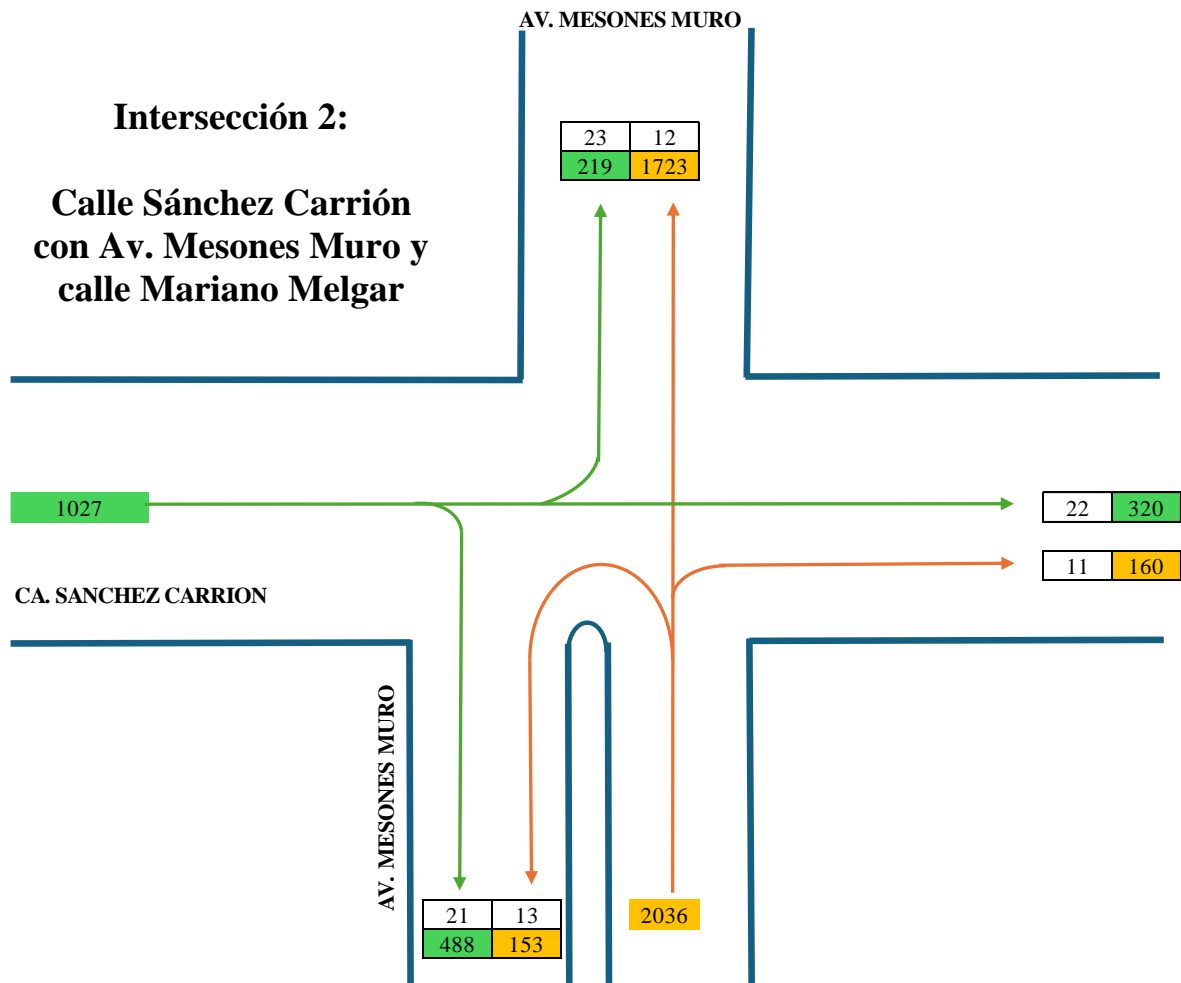 AV. MESONES MURO
Intersección 2:
Calle Sánchez Carrión
con Av. Mesones Muro y
calle Mariano Melgar
23 12
219 1723
1027
22 320
11 160
CA. SANCHEZ CARRION
AV. MESONES MURO
21 13
488 153
2036